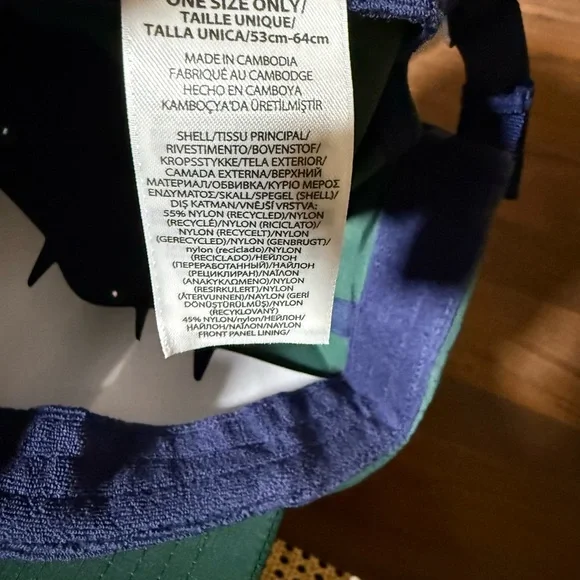 ONE SIZE ONLY/
TAILLE UNIQUE/
TALLA UNICA/53cm-64cm
MADE IN CAMBODIA
FABRIQUÉ AU CAMBODGE
HECHO EN CAMBOYA
KAMBOÇYA'DA ÜRETİLMİŞTİR
SHELL/TISSU PRINCIPAL/
RIVESTIMENTO/BOVENSTOF/
KROPSSTYKKE/TELA EXTERIOR/
CAMADA EXTERNA/ВЕРХНИЙ
МАТЕРИАЛ/ОБВИВКА/ΚΥΡΙΟ ΜΕΡΟΣ
ΕΝΔΥΜΑΤΟΣ/SKALL/SPEGEL (SHELL)/
DIŞ KATMAN/VNĚJŠÍ VRSTVA:
55% NYLON (RECYCLED)/NYLON
(RECYCLÉ)/NYLON (RICICLATO)/
NYLON (RECYCELT)/NYLON
(GERECYCLED)/NYLON (GENBRUGT)/
nylon (reciclado)/NYLON
(RECICLADO)/НЕЙЛОН
(ПЕРЕРАБОТАННЫЙ)/НАЙЛОН
(РЕЦИКЛИРАН)/ΝΑΪΛΟΝ
(ΑΝΑΚΥΚΛΩΜΕΝΟ)/NYLON
(RESIRKULERT)/NYLON
(ÅTERVUNNEN)/NAYLON (GERİ
DÖNÜŞTÜRÜLMÜŞ)/NYLON
(RECYKLOVANÝ)
45% NYLON/nylon/НЕЙЛОН/
НАЙЛОН/ΝΑΪΛΟΝ/NAYLON
FRONT PANEL LINING/